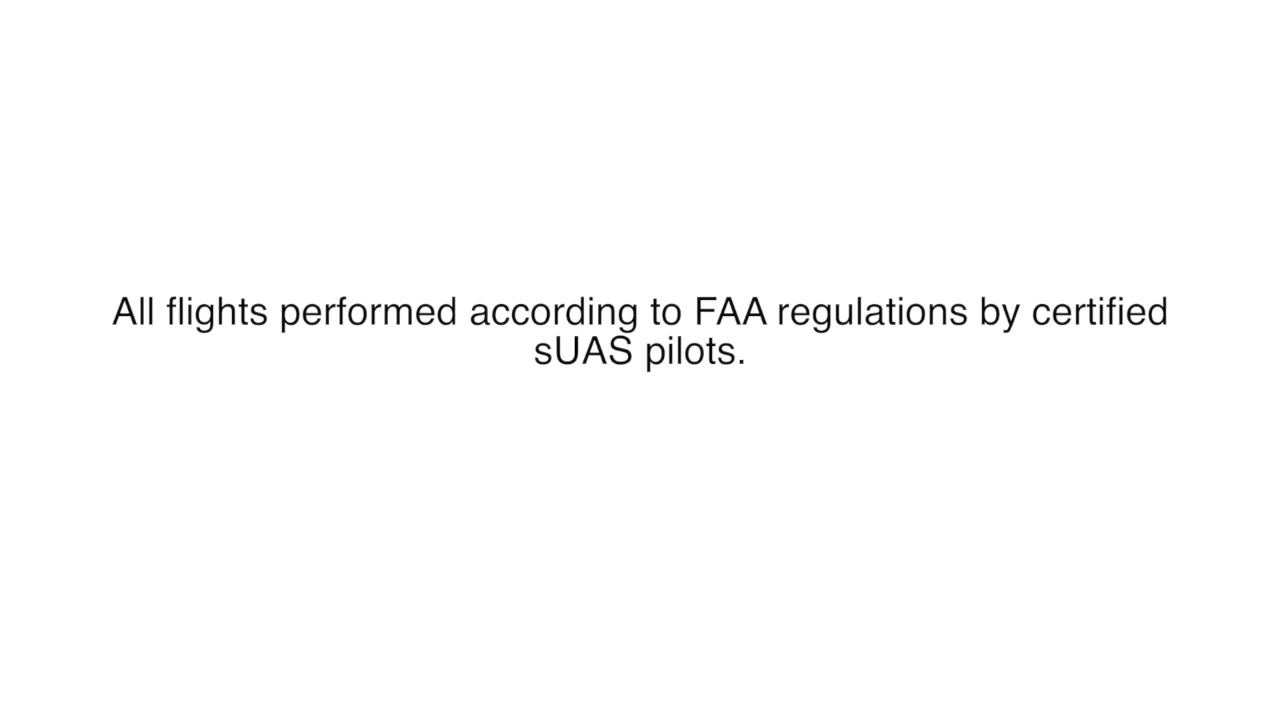 All flights performed according to FAA regulations by certified
sUAS pilots.